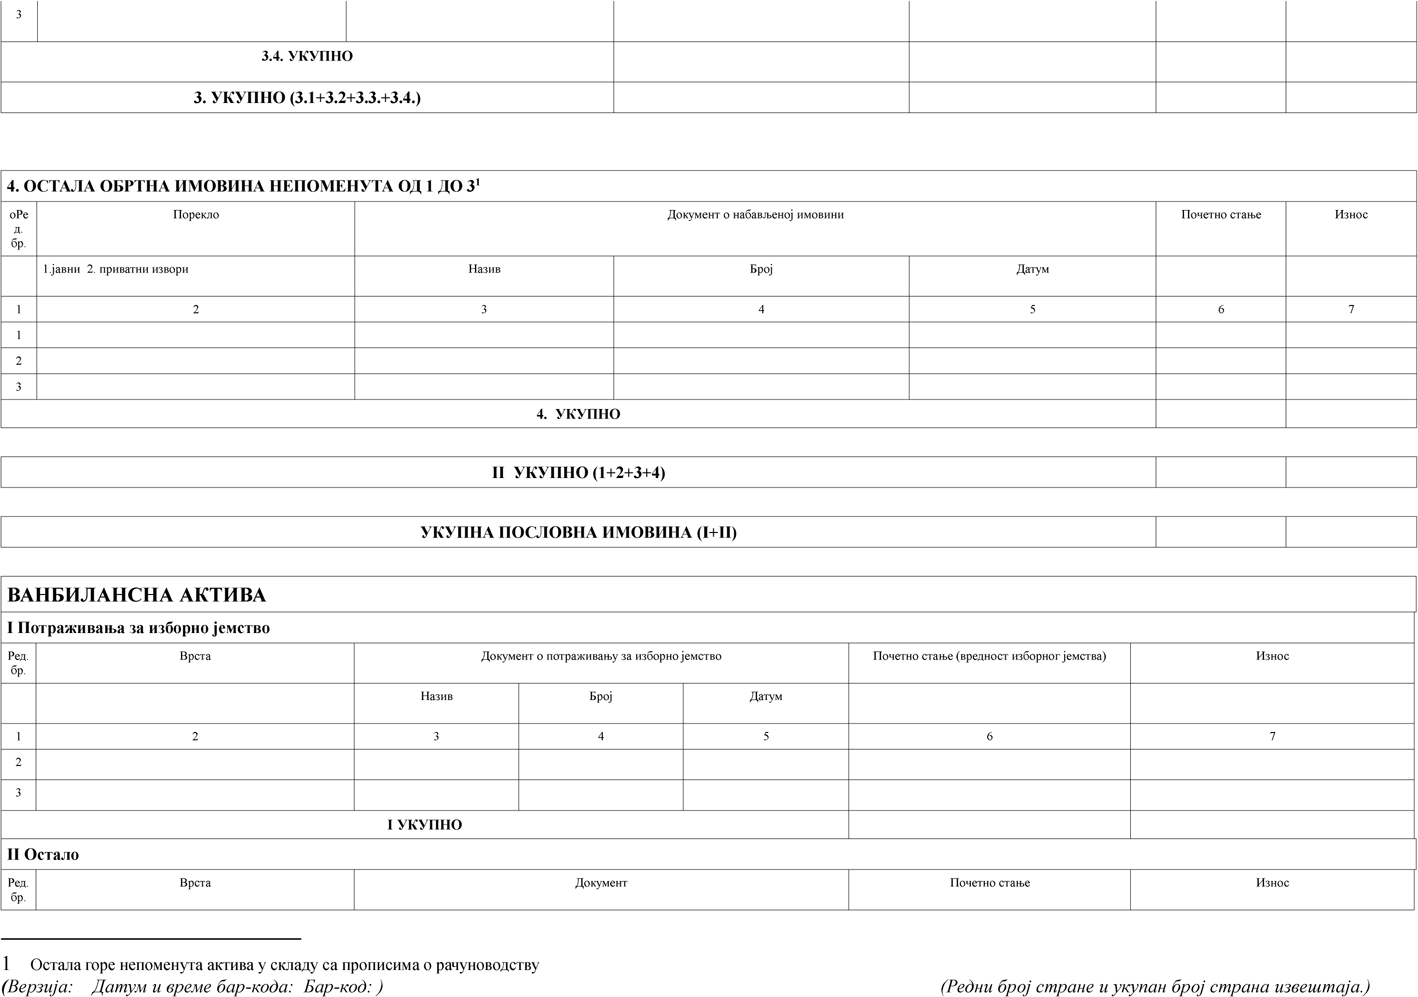 3
3.4. УКУПНО
3. УКУПНО (3.1+3.2+3.3.+3.4.)
4. ОСТАЛА ОБРТНА ИМОВИНА НЕПОМЕНУТА ОД 1 ДО 3¹
оРе д. бр. Порекло Документ о набављеној имовини Почетно стање Износ
1.јавни 2. приватни извори Назив Број Датум
1 2 3 4 5 6 7
1
2
3
4. УКУПНО
II УКУПНО (1+2+3+4)
УКУПНА ПОСЛОВНА ИМОВИНА (I+II)
ВАНБИЛАНСНА АКТИВА
I Потраживања за изборно јемство
Ред. бр. Врста Документ о потраживању за изборно јемство Почетно стање (вредност изборног јемства) Износ
Назив Број Датум
1 2 3 4 5 6 7
2
3
I УКУПНО
II Остало
Ред. бр. Врста Документ Почетно стање Износ
1 Остала горе непоменута актива у складу са прописима о рачуноводству
(Верзија: Датум и време бар-кода: Бар-код: ) (Редни број стране и укупан број страна извештаја.)